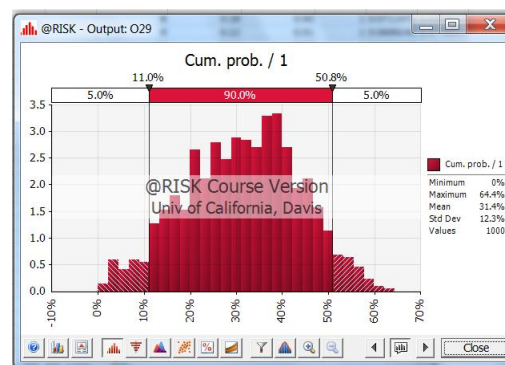 @RISK - Output: O29
Cum. prob. / 1
11.0% 50.8%
5.0% 90.0% 5.0%
3.5
3.0
2.5
2.0
1.5
1.0
0.5
0.0
@RISK Course Version
Univ of California, Davis
-10% 0% 10% 20% 30% 40% 50% 60% 70%
Cum. prob. / 1
Minimum 0%
Maximum 64.4%
Mean 31.4%
Std Dev 12.3%
Values 1000
Close